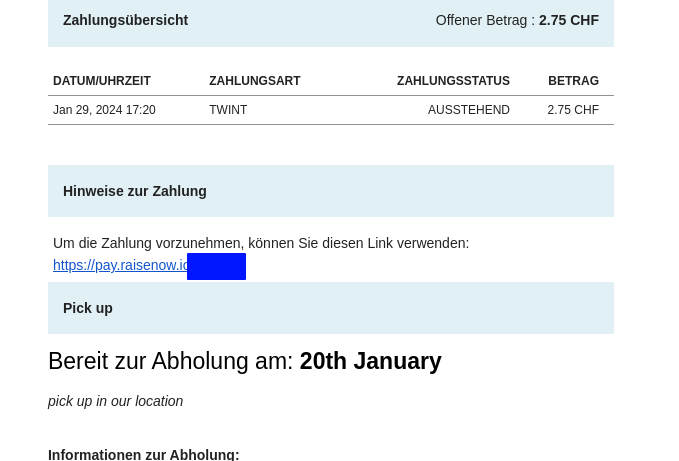 Zahlungsübersicht Offener Betrag : 2.75 CHF
DATUM/UHRZEIT ZAHLUNGSART ZAHLUNGSSTATUS BETRAG
Jan 29, 2024 17:20 TWINT AUSSTEHEND 2.75 CHF
Hinweise zur Zahlung
Um die Zahlung vorzunehmen, können Sie diesen Link verwenden:
https://pay.raisenow.io
Pick up
Bereit zur Abholung am: 20th January
pick up in our location
Informationen zur Abholung: